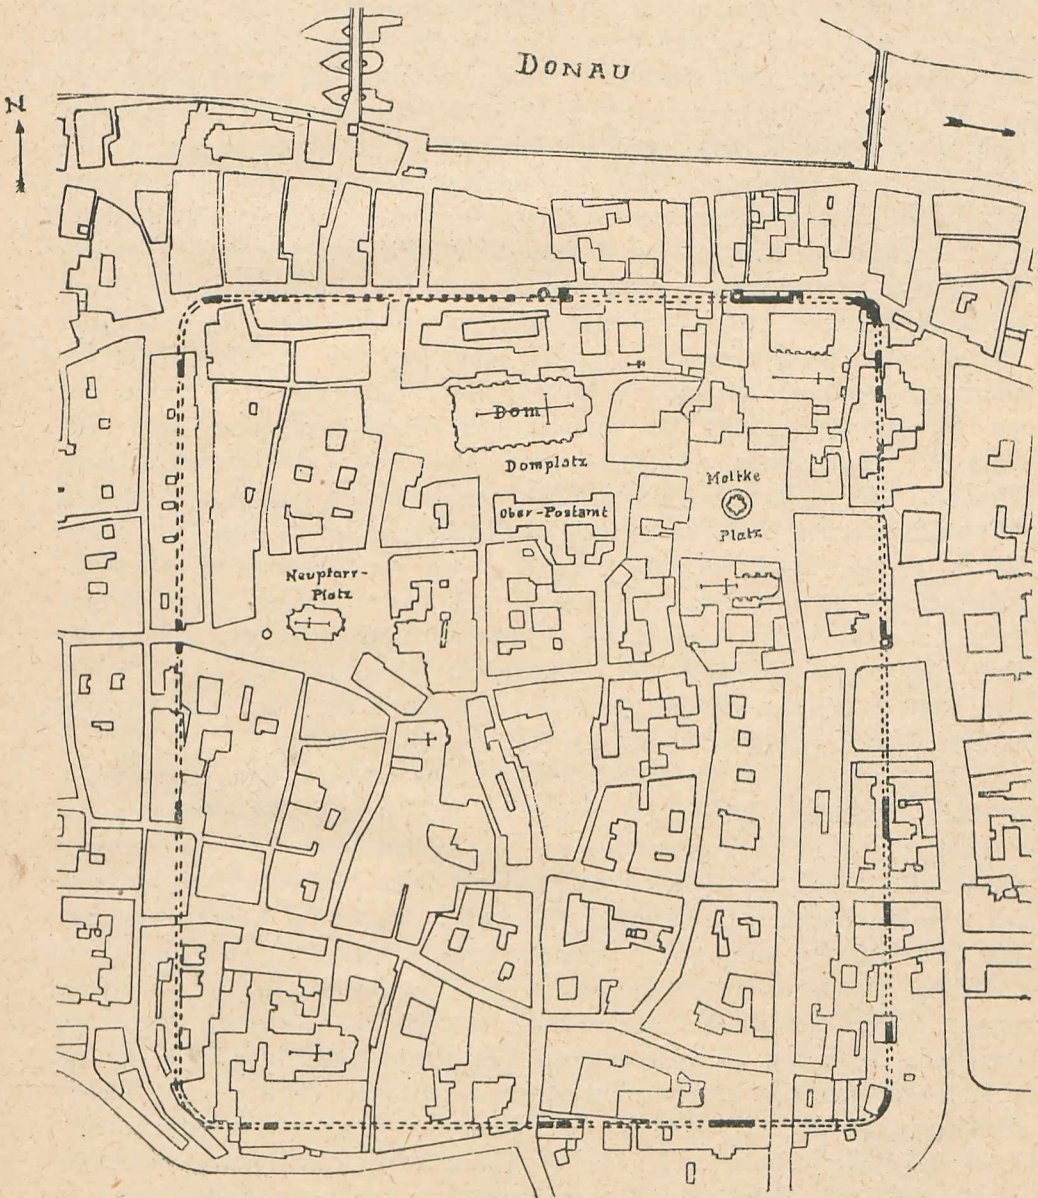 DONAU
N
Dom
Domplatz
Moltke
Platz
Ober-Postamt
Neupfarr-
Platz